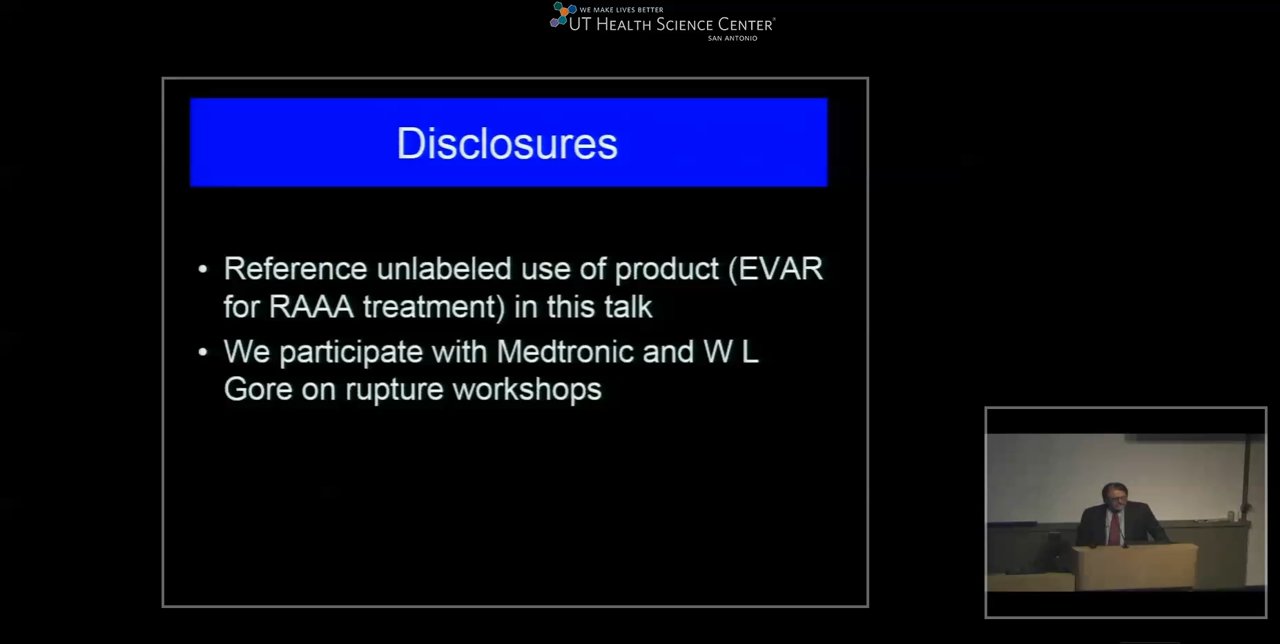 WE MAKE LIVES BETTER
UT HEALTH SCIENCE CENTER®
SAN ANTONIO
Disclosures
• Reference unlabeled use of product (EVAR
for RAAA treatment) in this talk
• We participate with Medtronic and W L
Gore on rupture workshops